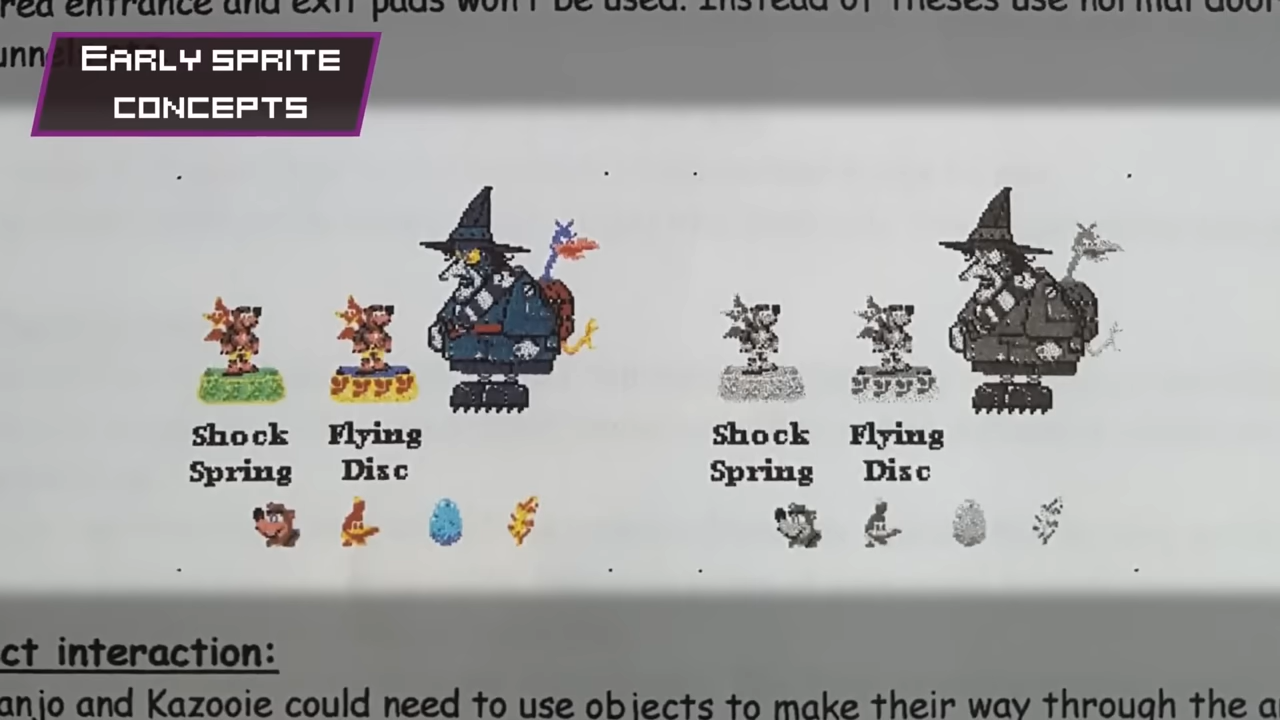 red entrance and exit pads won't be used. Instead of Theses use normal door
unnel
EARLY SPRITE
CONCEPTS
Shock
Spring
Flying
Disc
Shock
Spring
Flying
Disc
ct interaction:
anjo and Kazooie could need to use objects to make their way through the a